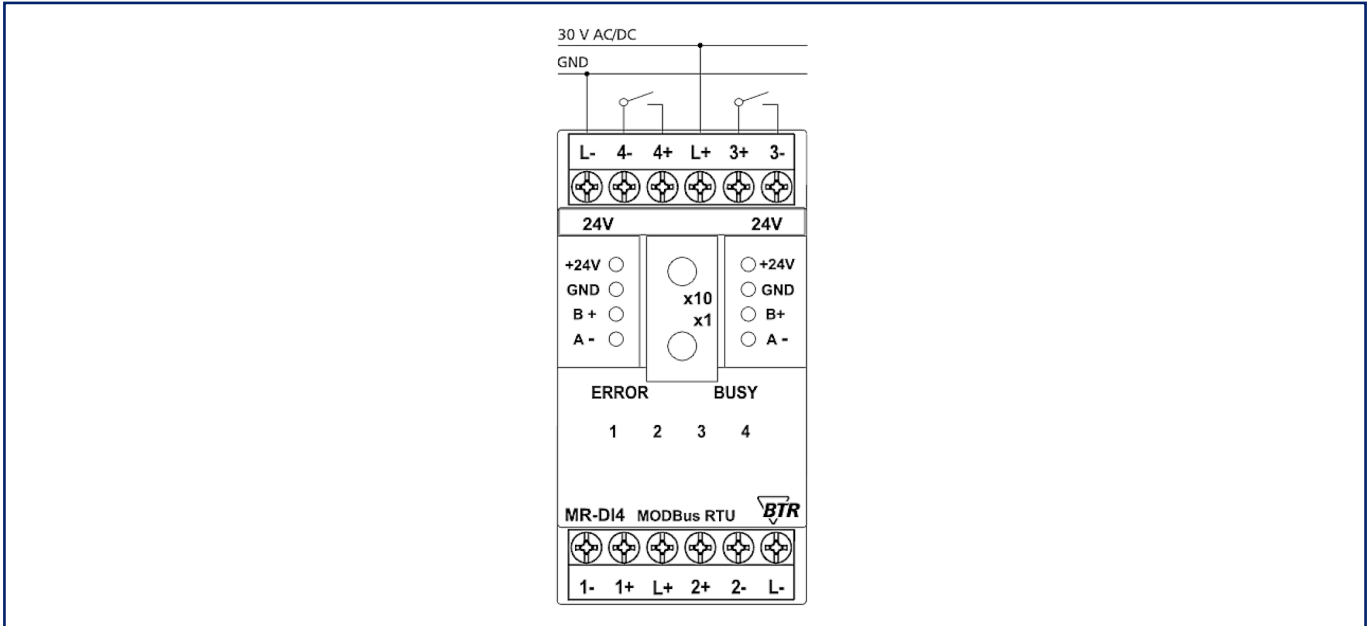 30 V AC/DC
GND
L- 4- 4+ L+ 3+ 3-
24V 24V
+24V +24V
GND GND
x10
B + B+
x1
A - A -
ERROR BUSY
1 2 3 4
MR-DI4 MODBus RTU BTR
1- 1+ L+ 2+ 2- L-